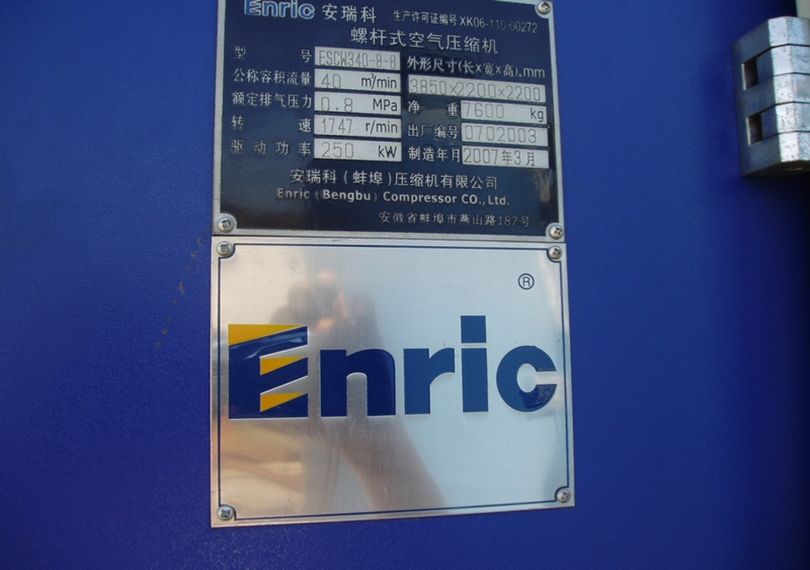 Enric 安瑞科 生产许可证编号 XK06-110-00272
螺杆式空气压缩机
型号 ESCW340-8-B 外形尺寸(长×宽×高),mm
公称容积流量 40 m³/min 3850×2200×2200
额定排气压力 0.8 MPa 净重 7600 kg
转速 1747 r/min 出厂编号 0702003
驱动功率 250 kW 制造年月 2007年3月
安瑞科(蚌埠)压缩机有限公司
Enric (Bengbu) Compressor CO.,Ltd.
安徽省蚌埠市燕山路187号
®
Enric